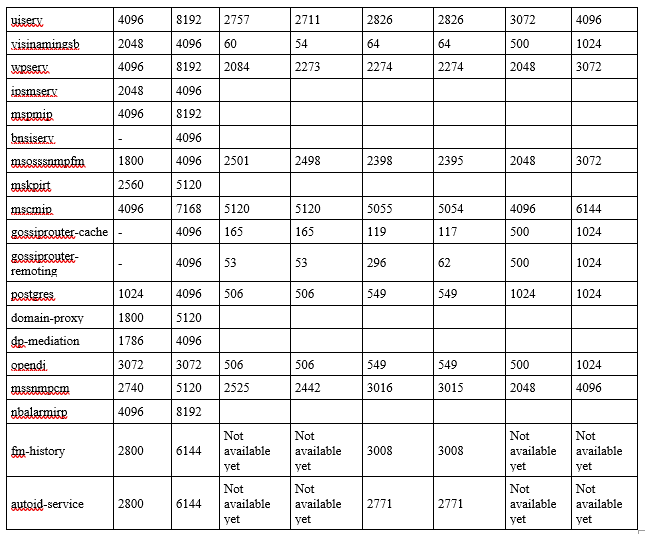 uiserv 4096 8192 2757 2711 2826 2826 3072 4096
visinamingsb 2048 4096 60 54 64 64 500 1024
wpserv 4096 8192 2084 2273 2274 2274 2048 3072
ipsmserv 2048 4096
mspmip 4096 8192
bnsiserv - 4096
msosssnmpfm 1800 4096 2501 2498 2398 2395 2048 3072
mskpirt 2560 5120
mscmip 4096 7168 5120 5120 5055 5054 4096 6144
gossiprouter-cache - 4096 165 165 119 117 500 1024
gossiprouter-
remoting - 4096 53 53 296 62 500 1024
postgres 1024 4096 506 506 549 549 1024 1024
domain-proxy 1800 5120
dp-mediation 1786 4096
opendj 3072 3072 506 506 549 549 500 1024
mssnmpcm 2740 5120 2525 2442 3016 3015 2048 4096
nbalarmirp 4096 8192
fm-history 2800 6144 Not available yet Not available yet 3008 3008 Not available yet Not available yet
autoid-service 2800 6144 Not available yet Not available yet 2771 2771 Not available yet Not available yet